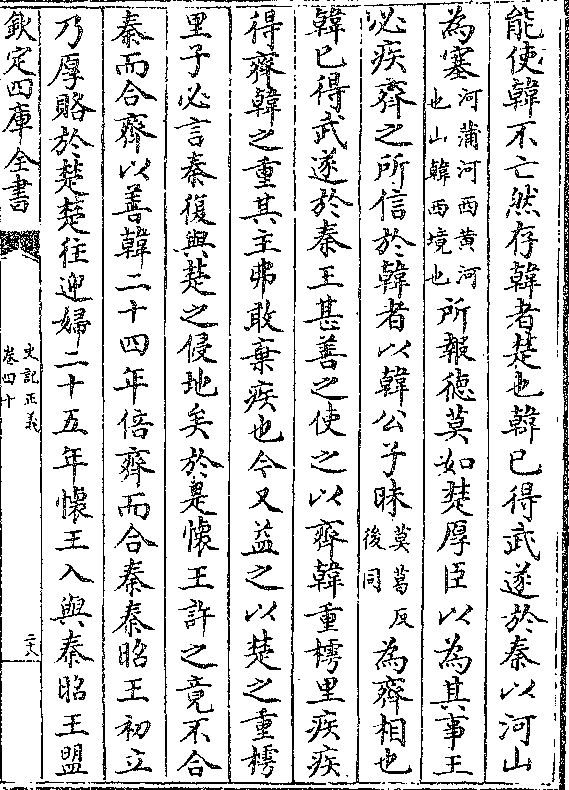 能使韓不亡然存韓者楚也韓已得武遂於秦以河山
為塞河蒲河西黄河也山韓西境也所報徳莫如楚厚臣以為其事王
必疾齊之所信於韓者以韓公子昧莫葛反後同為齊相也
韓已得武遂於秦王甚善之使之以齊韓重樗里疾疾
得齊韓之重其主弗敢棄疾也今又益之以楚之重樗
里子必言秦復與楚之侵地矣於是懷王許之竟不合
秦而合齊以善韓二十四年倍齊而合秦秦昭王初立
乃厚賂於楚楚往迎婦二十五年懷王入與秦昭王盟
欽定四庫全書
史記正義
卷四十
二八